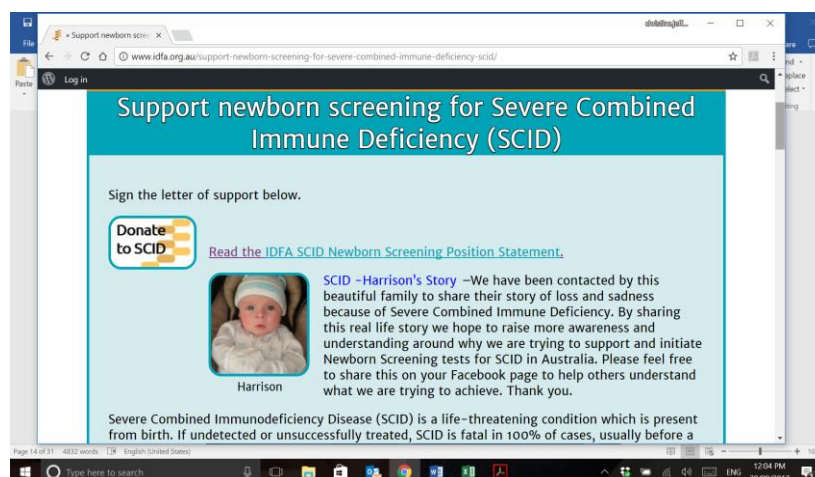 File
Support newborn scre
www.idfa.org.au/support-newborn-screening-for-severe-combined-immune-deficiency-scid/
Paste
Log in
Support newborn screening for Severe Combined
Immune Deficiency (SCID)
Sign the letter of support below.
Donate
to SCID
Read the IDFA SCID Newborn Screening Position Statement.
SCID –Harrison's Story –We have been contacted by this
beautiful family to share their story of loss and sadness
because of Severe Combined Immune Deficiency. By sharing
this real life story we hope to raise more awareness and
understanding around why we are trying to support and initiate
Newborn Screening tests for SCID in Australia. Please feel free
to share this on your Facebook page to help others understand
what we are trying to achieve. Thank you.
Harrison
Severe Combined Immunodeficiency Disease (SCID) is a life-threatening condition which is present
from birth. If undetected or unsuccessfully treated, SCID is fatal in 100% of cases, usually before a
Page 14 of 31 4832 words English (United States)
Type here to search
ENG
12:04 PM